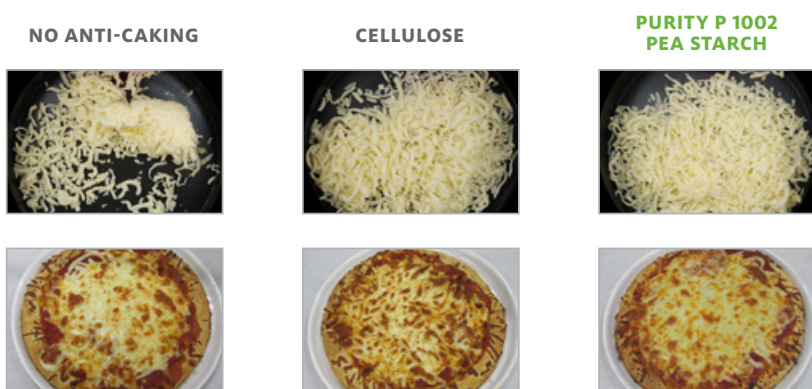 NO ANTI-CAKING
CELLULOSE
PURITY P 1002
PEA STARCH